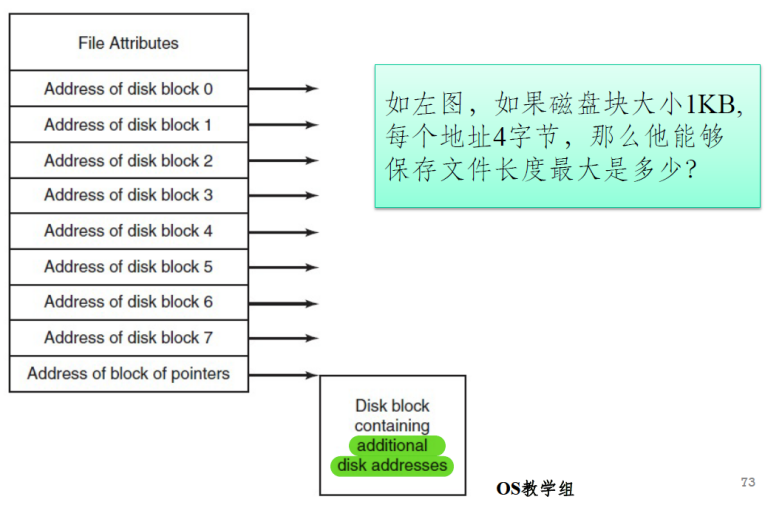 File Attributes
Address of disk block 0
Address of disk block 1
Address of disk block 2
Address of disk block 3
Address of disk block 4
Address of disk block 5
Address of disk block 6
Address of disk block 7
Address of block of pointers
Disk block
containing
additional
disk addresses
如左图，如果磁盘块大小1KB,
每个地址4字节，那么他能够
保存文件长度最大是多少？
OS教学组
73